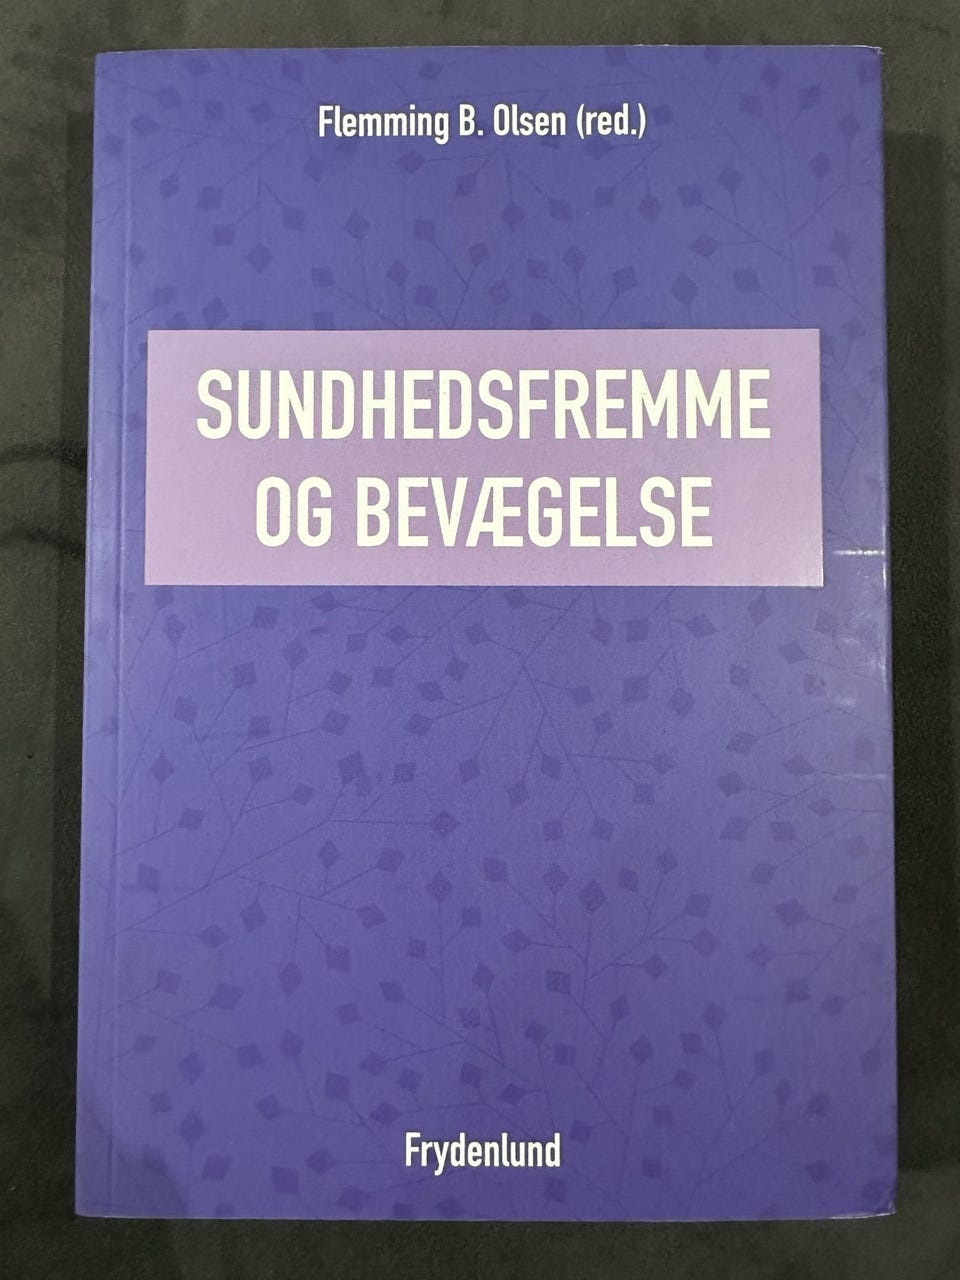 Flemming B. Olsen (red.)
SUNDHEDSFREMME
OG BEVÆGELSE
Frydenlund